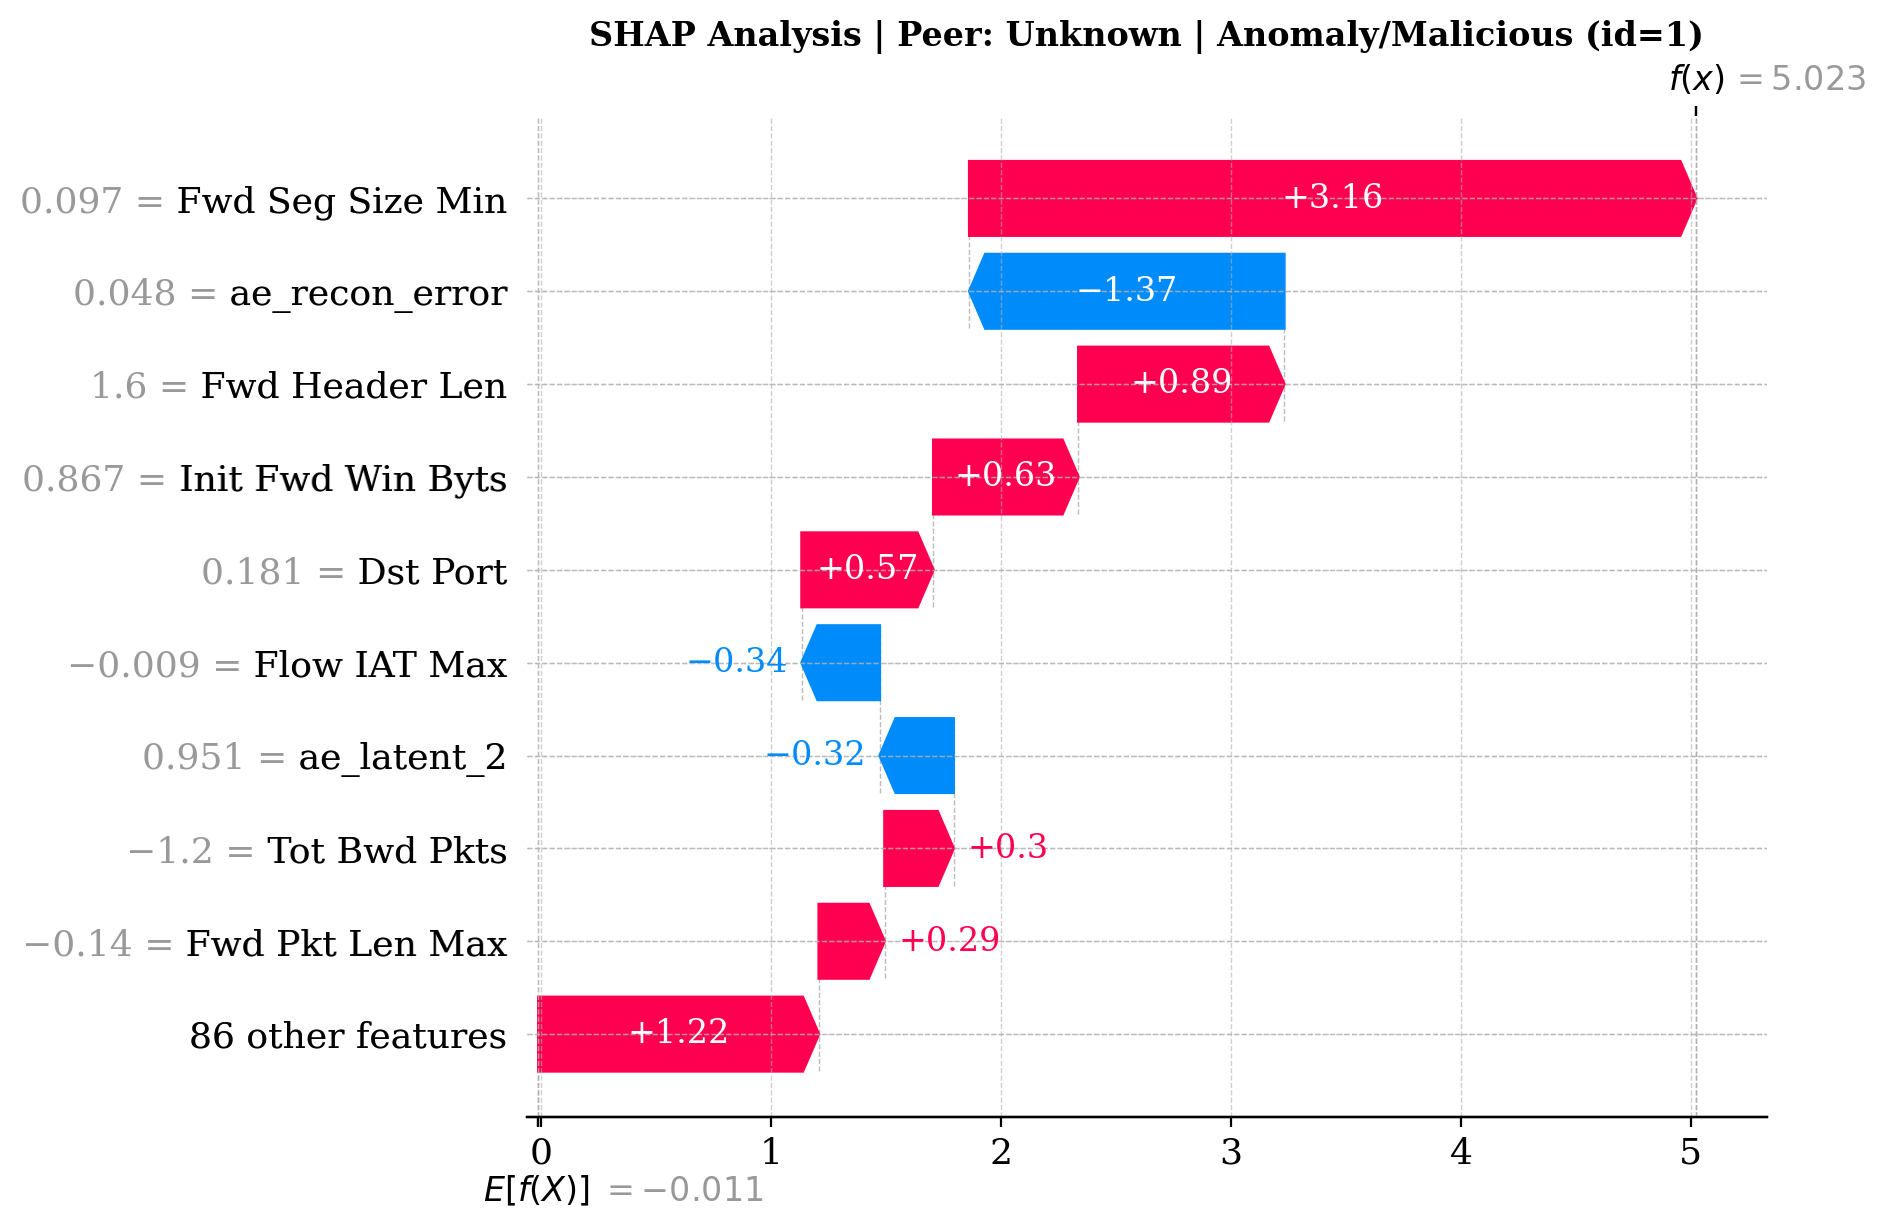 SHAP Analysis | Peer: Unknown | Anomaly/Malicious (id=1)
f(x) = 5.023
0.097 = Fwd Seg Size Min
+3.16
0.048 = ae_recon_error
−1.37
1.6 = Fwd Header Len
+0.89
0.867 = Init Fwd Win Byts
+0.63
0.181 = Dst Port
+0.57
−0.009 = Flow IAT Max
−0.34
0.951 = ae_latent_2
−0.32
−1.2 = Tot Bwd Pkts
+0.3
−0.14 = Fwd Pkt Len Max
+0.29
86 other features
+1.22
0 1 2 3 4 5
E[f(X)] = −0.011